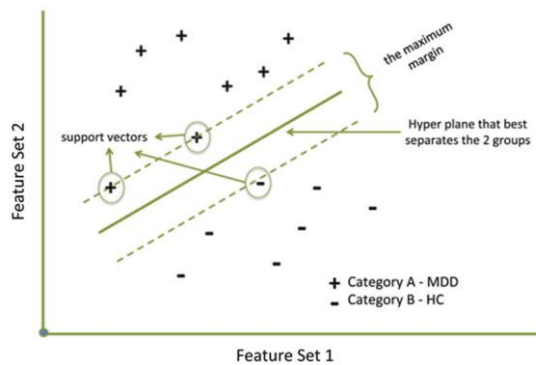 the maximum
margin
support vectors
Hyper plane that best
separates the 2 groups
Feature Set 2
+ Category A - MDD
- Category B - HC
Feature Set 1